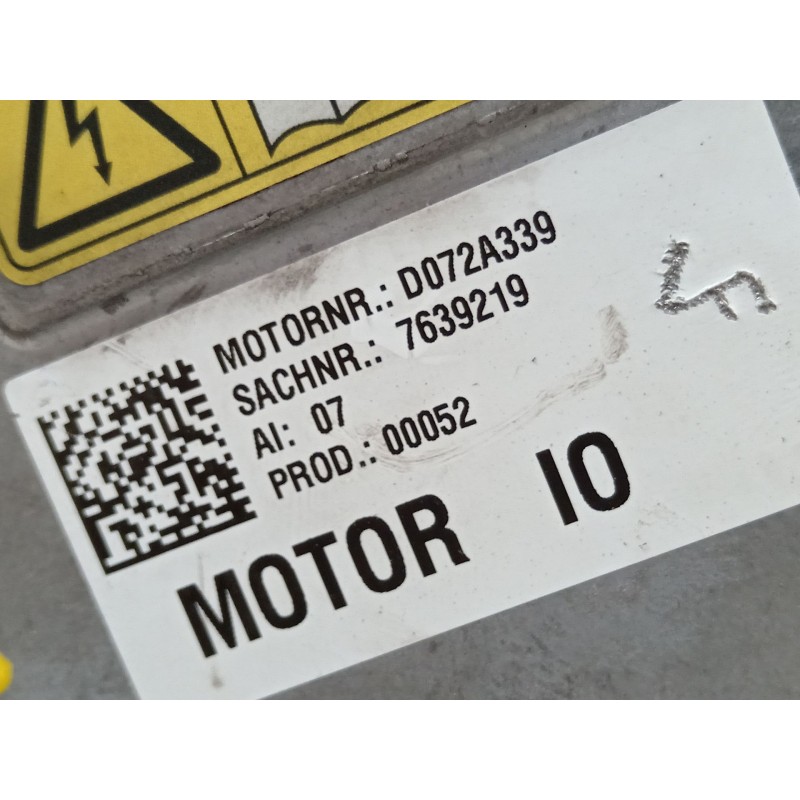 MOTORNR.: D072A339
SACHNR.: 7639219
AI: 07
PROD.: 00052
MOTOR IO